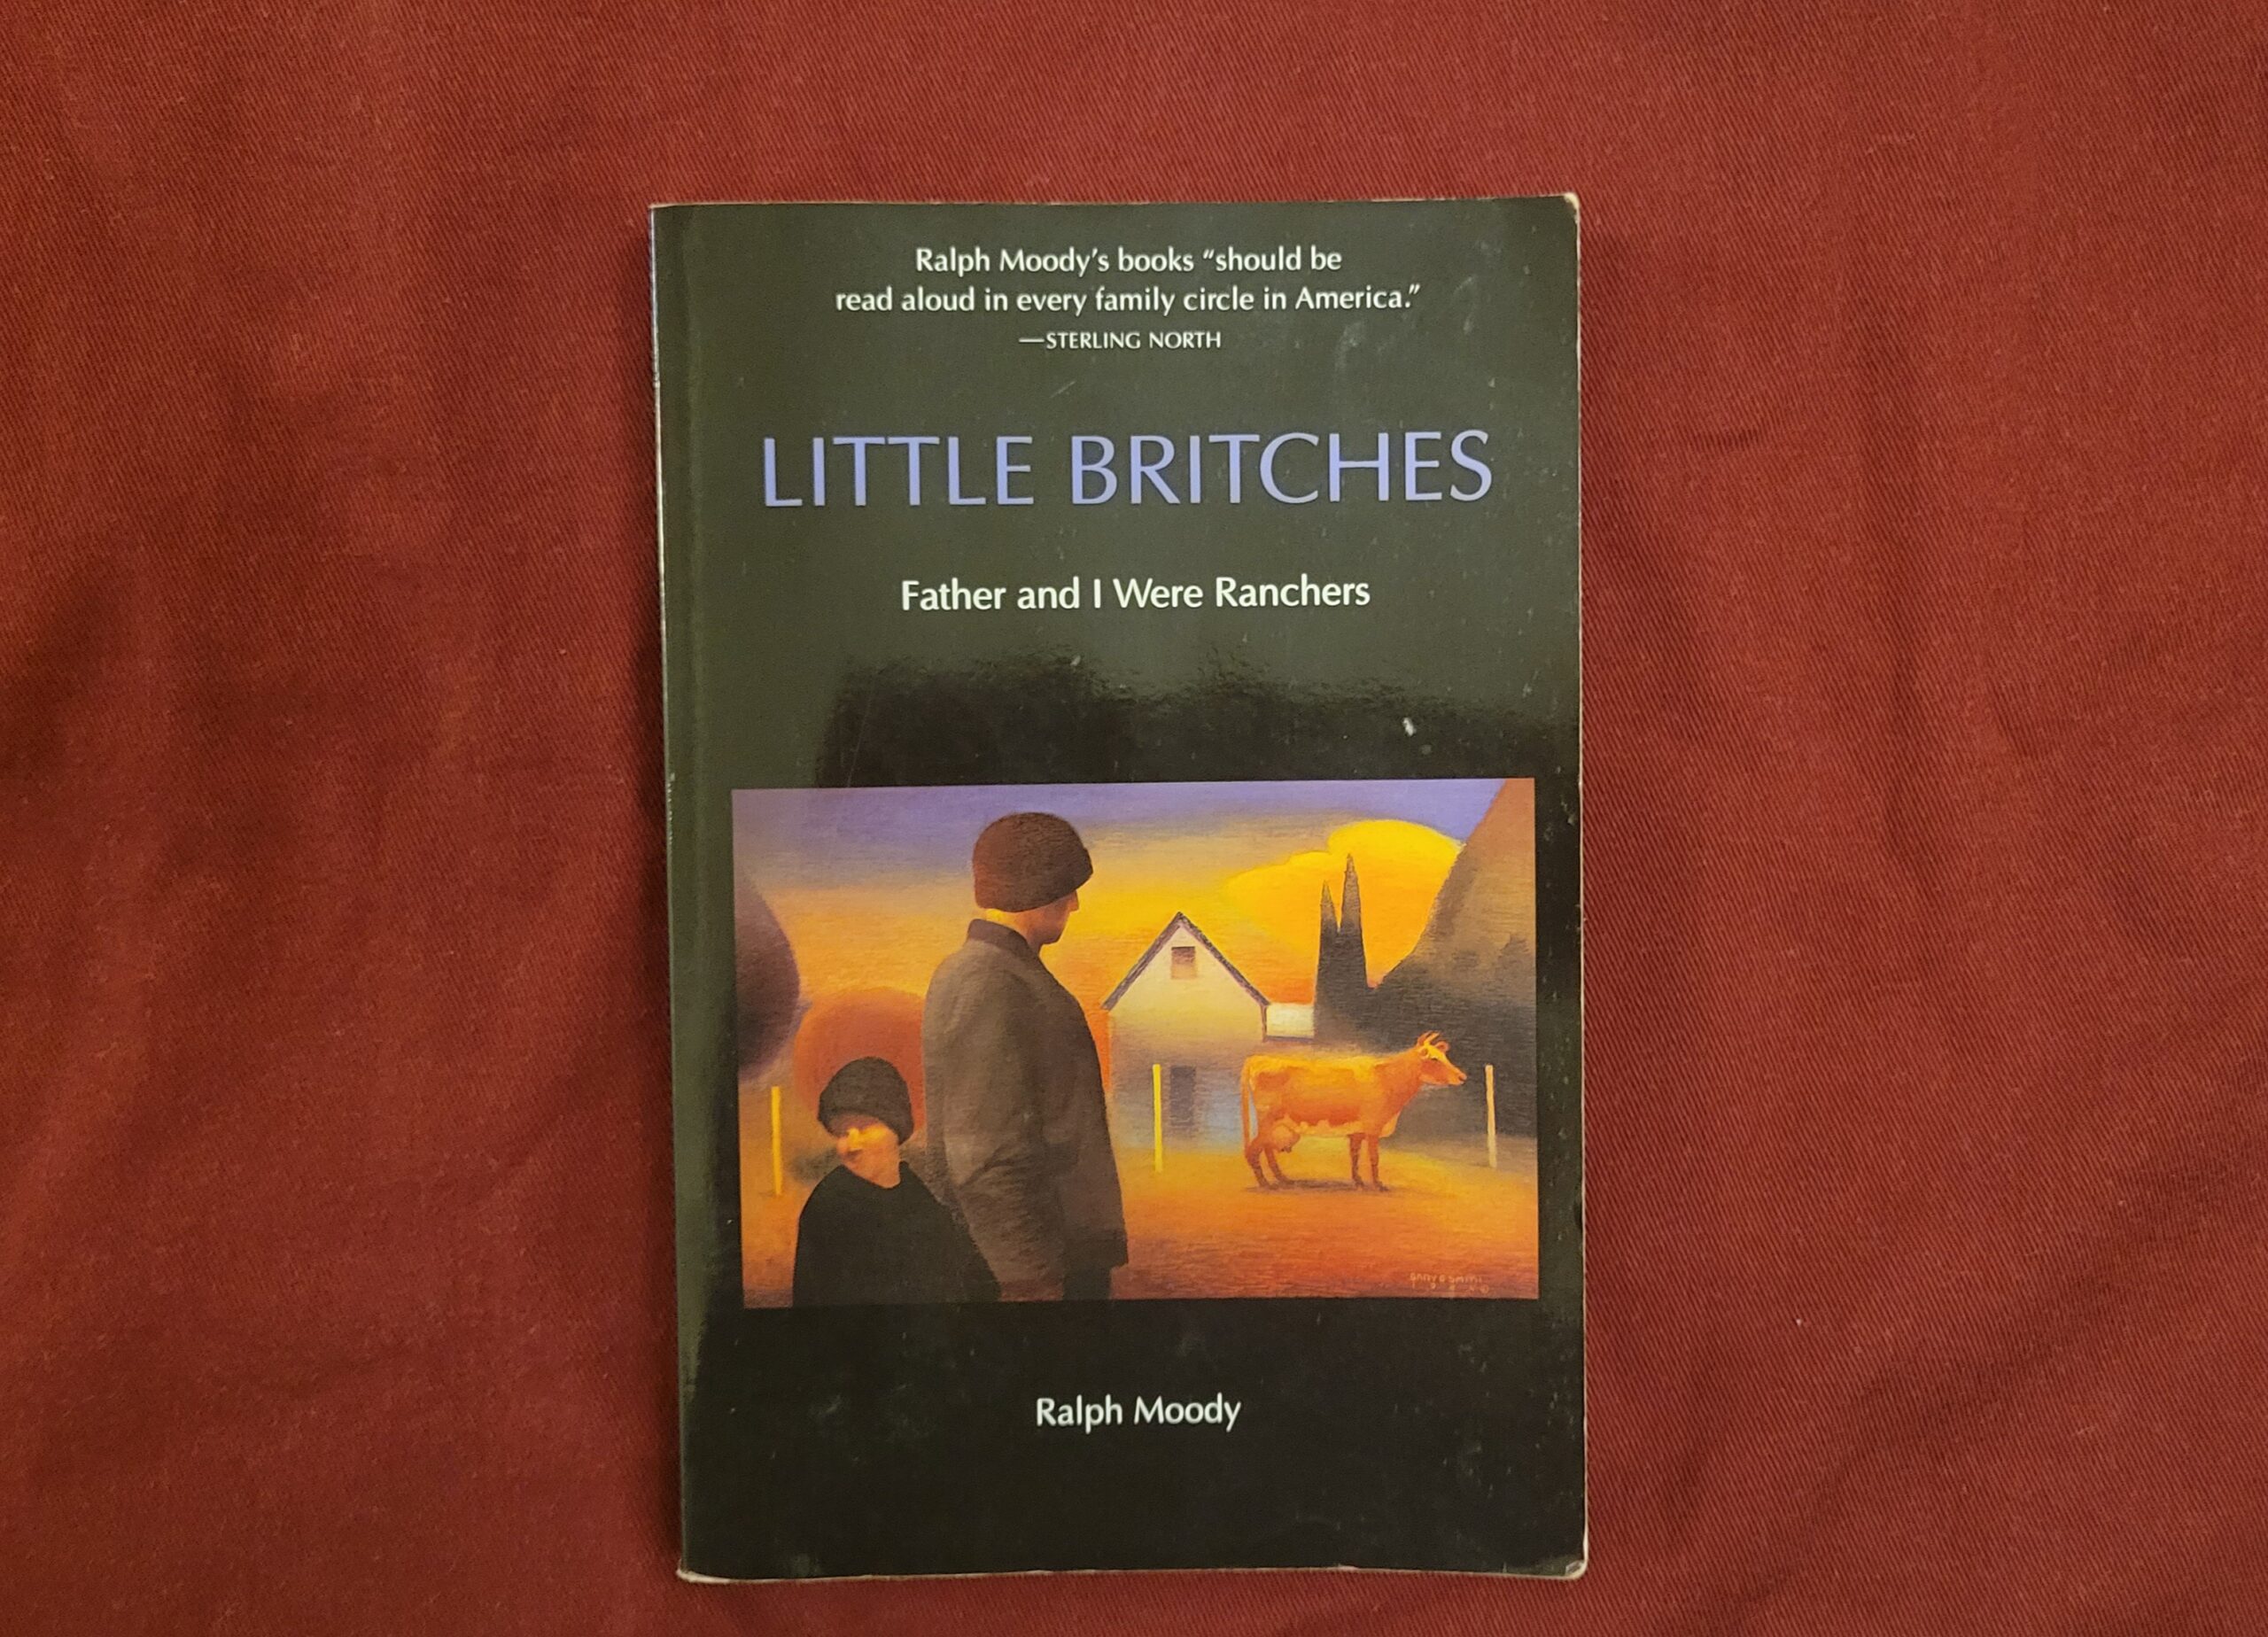 Ralph Moody's books “should be
read aloud in every family circle in America.”
—STERLING NORTH
LITTLE BRITCHES
Father and I Were Ranchers
Ralph Moody